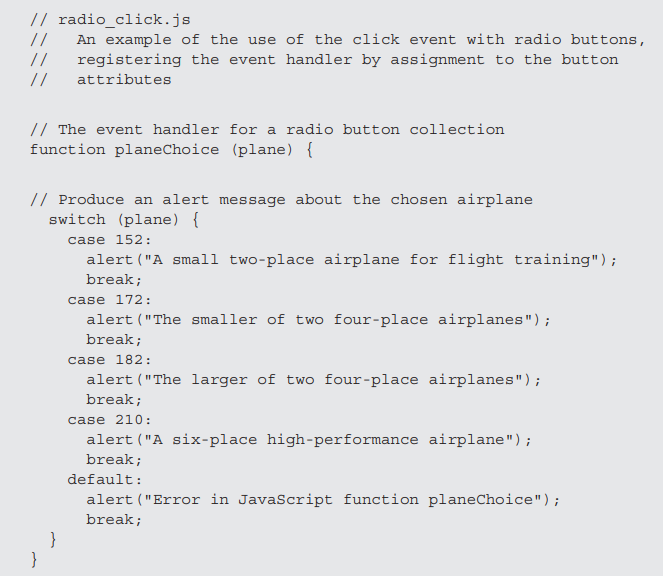 // radio_click.js
//   An example of the use of the click event with radio buttons,
//   registering the event handler by assignment to the button
//   attributes
// The event handler for a radio button collection
function planeChoice (plane) {
// Produce an alert message about the chosen airplane
  switch (plane) {
    case 152:
      alert("A small two-place airplane for flight training");
      break;
    case 172:
      alert("The smaller of two four-place airplanes");
      break;
    case 182:
      alert("The larger of two four-place airplanes");
      break;
    case 210:
      alert("A six-place high-performance airplane");
      break;
    default:
      alert("Error in JavaScript function planeChoice");
      break;
  }
}